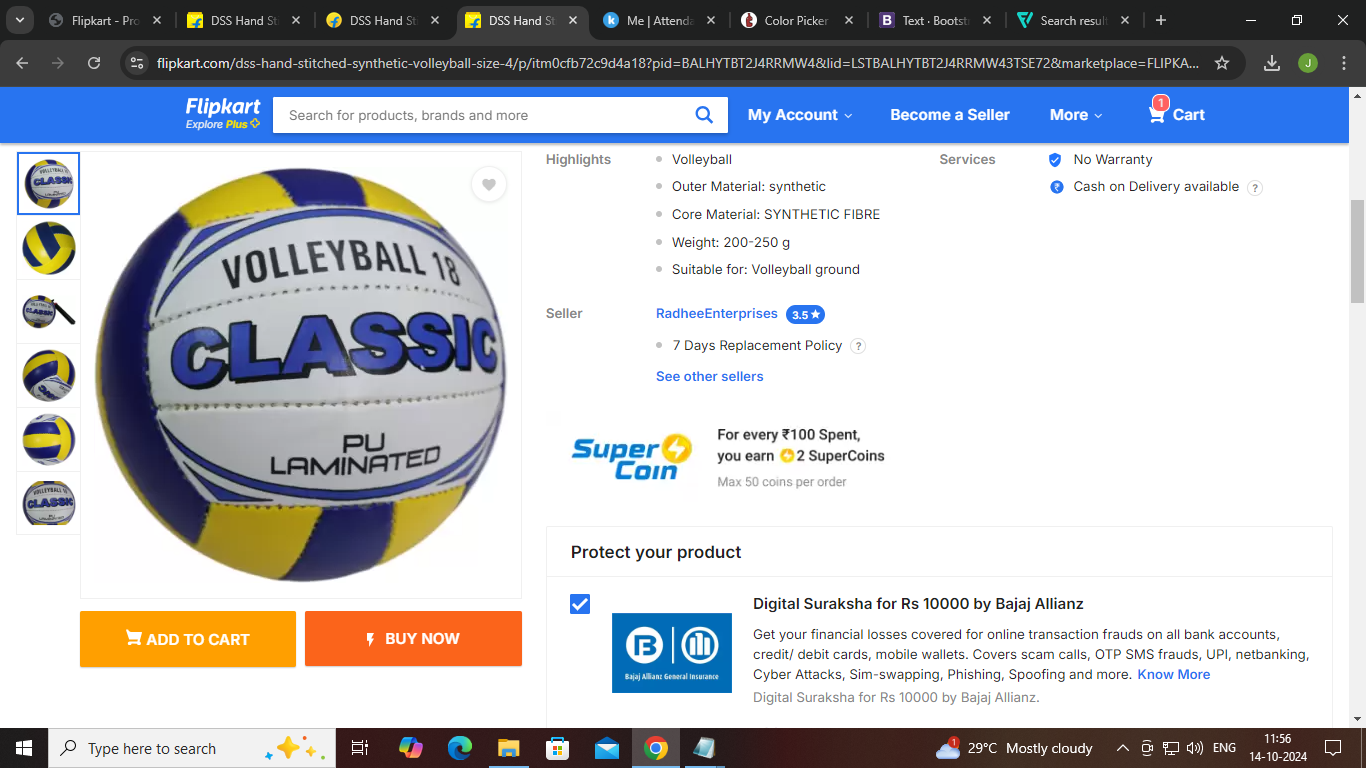 Flipkart - Pro
DSS Hand St
DSS Hand St
DSS Hand St
Me | Attenda
Color Picker
Text · Bootst
Search result
flipkart.com/dss-hand-stitched-synthetic-volleyball-size-4/p/itm0cfb72c9d4a18?pid=BALHYTBT2J4RRMW4&lid=LSTBALHYTBT2J4RRMW43TSE72&marketplace=FLIPKA...
J
Flipkart
Explore Plus
Search for products, brands and more
My Account
Become a Seller
More
1
Cart
VOLLEYBALL 18
CLASSIC
PU
LAMINATED
ADD TO CART
BUY NOW
Highlights
Volleyball
Outer Material: synthetic
Core Material: SYNTHETIC FIBRE
Weight: 200-250 g
Suitable for: Volleyball ground
Services
No Warranty
Cash on Delivery available ?
Seller
RadheeEnterprises 3.5★
7 Days Replacement Policy ?
See other sellers
Super
Coin
For every ₹100 Spent,
you earn 2 SuperCoins
Max 50 coins per order
Protect your product
Bajaj Allianz General Insurance
Digital Suraksha for Rs 10000 by Bajaj Allianz
Get your financial losses covered for online transaction frauds on all bank accounts,
credit/ debit cards, mobile wallets. Covers scam calls, OTP SMS frauds, UPI, netbanking,
Cyber Attacks, Sim-swapping, Phishing, Spoofing and more. Know More
Digital Suraksha for Rs 10000 by Bajaj Allianz.
Type here to search
1
29°C Mostly cloudy
ENG
11:56
14-10-2024